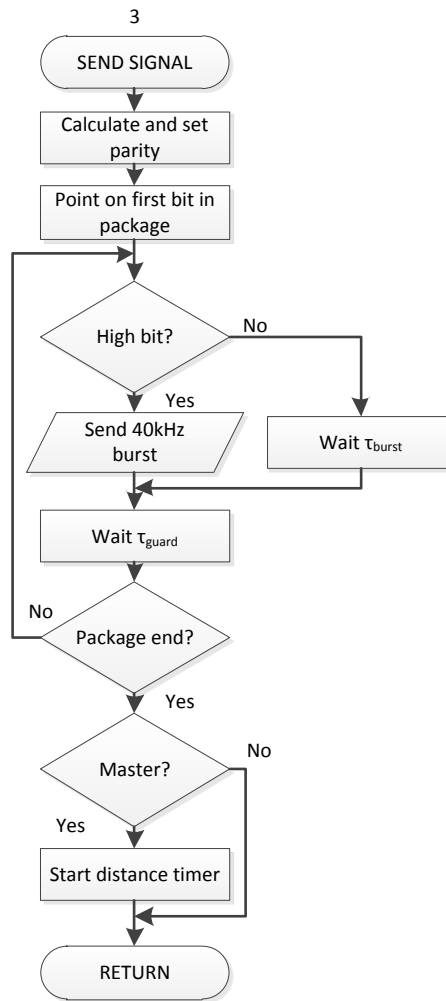 3
SEND SIGNAL
Calculate and set
parity
Point on first bit in
package
High bit?
No
Yes
Send 40kHz
burst
Wait τburst
Wait τguard
No
Package end?
Yes
Master?
No
Yes
Start distance timer
RETURN